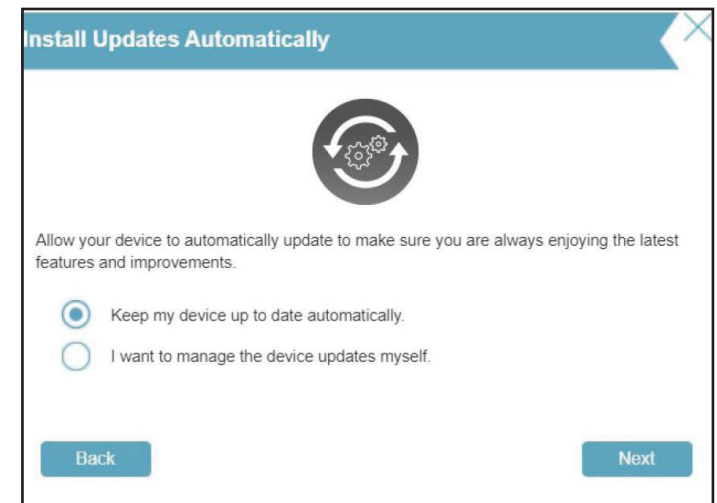 Install Updates Automatically
Allow your device to automatically update to make sure you are always enjoying the latest
features and improvements.
Keep my device up to date automatically.
I want to manage the device updates myself.
Back
Next